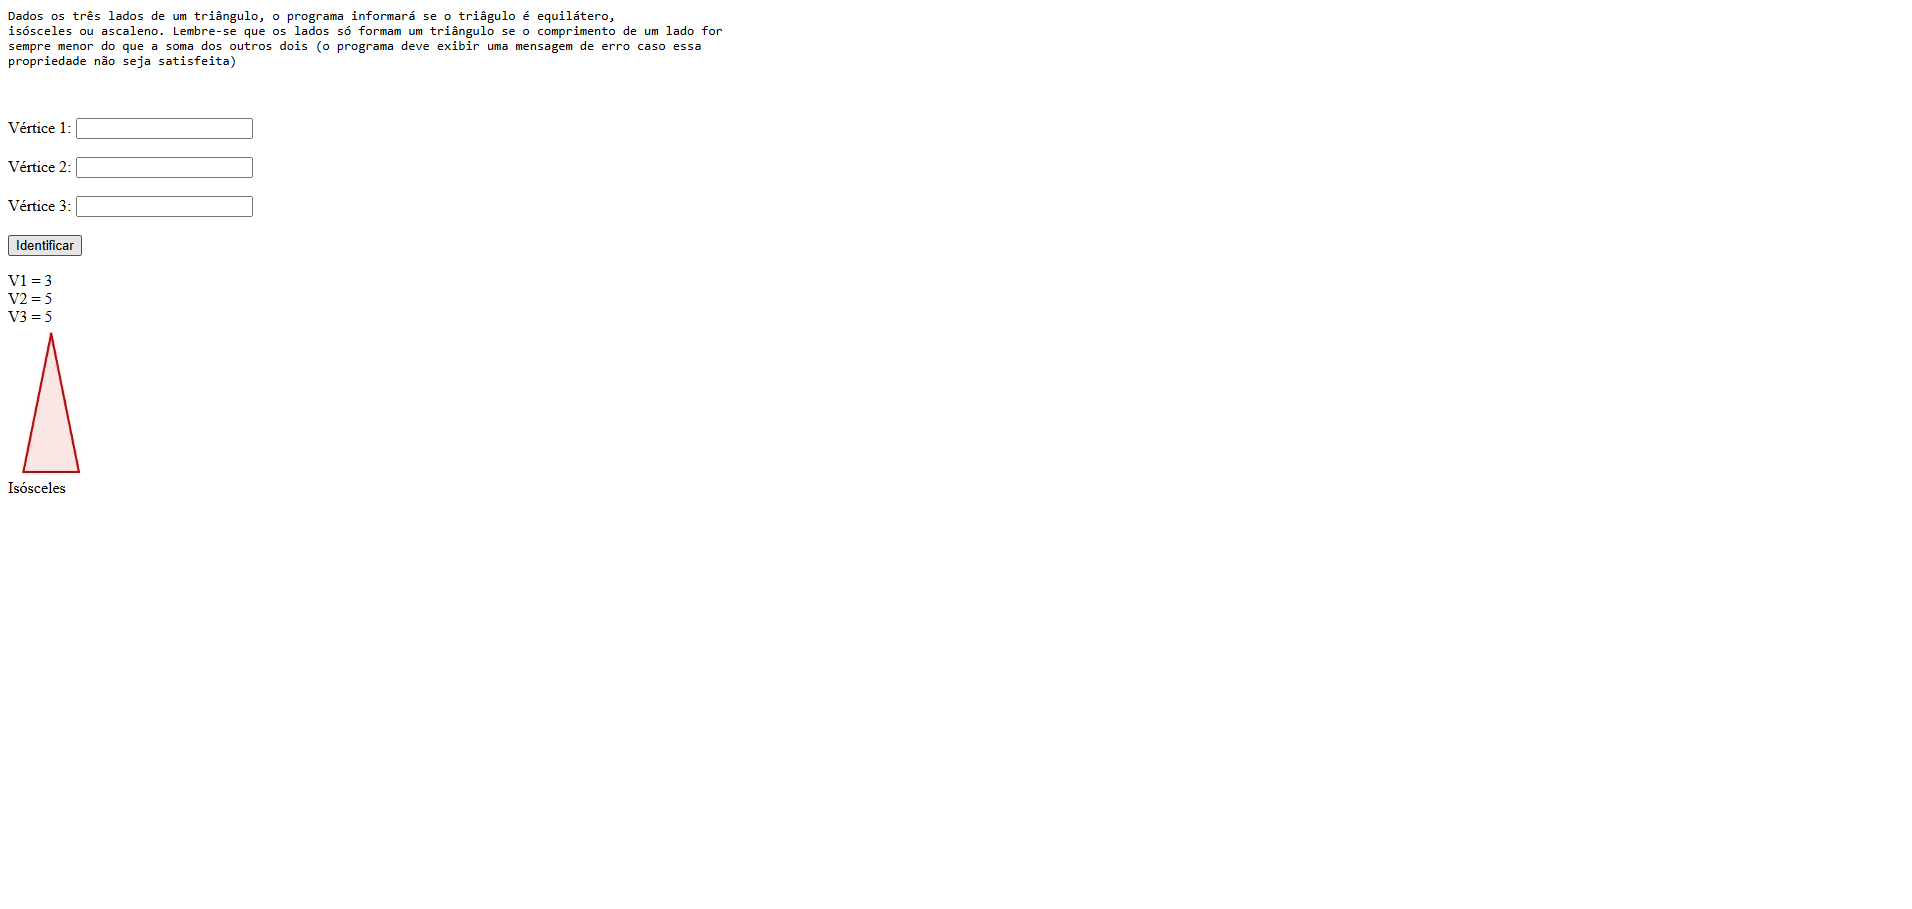 Dados os três lados de um triângulo, o programa informará se o triâgulo é equilátero,
isósceles ou ascaleno. Lembre-se que os lados só formam um triângulo se o comprimento de um lado for
sempre menor do que a soma dos outros dois (o programa deve exibir uma mensagem de erro caso essa
propriedade não seja satisfeita)
Vértice 1:
Vértice 2:
Vértice 3:
Identificar
V1 = 3
V2 = 5
V3 = 5
Isósceles